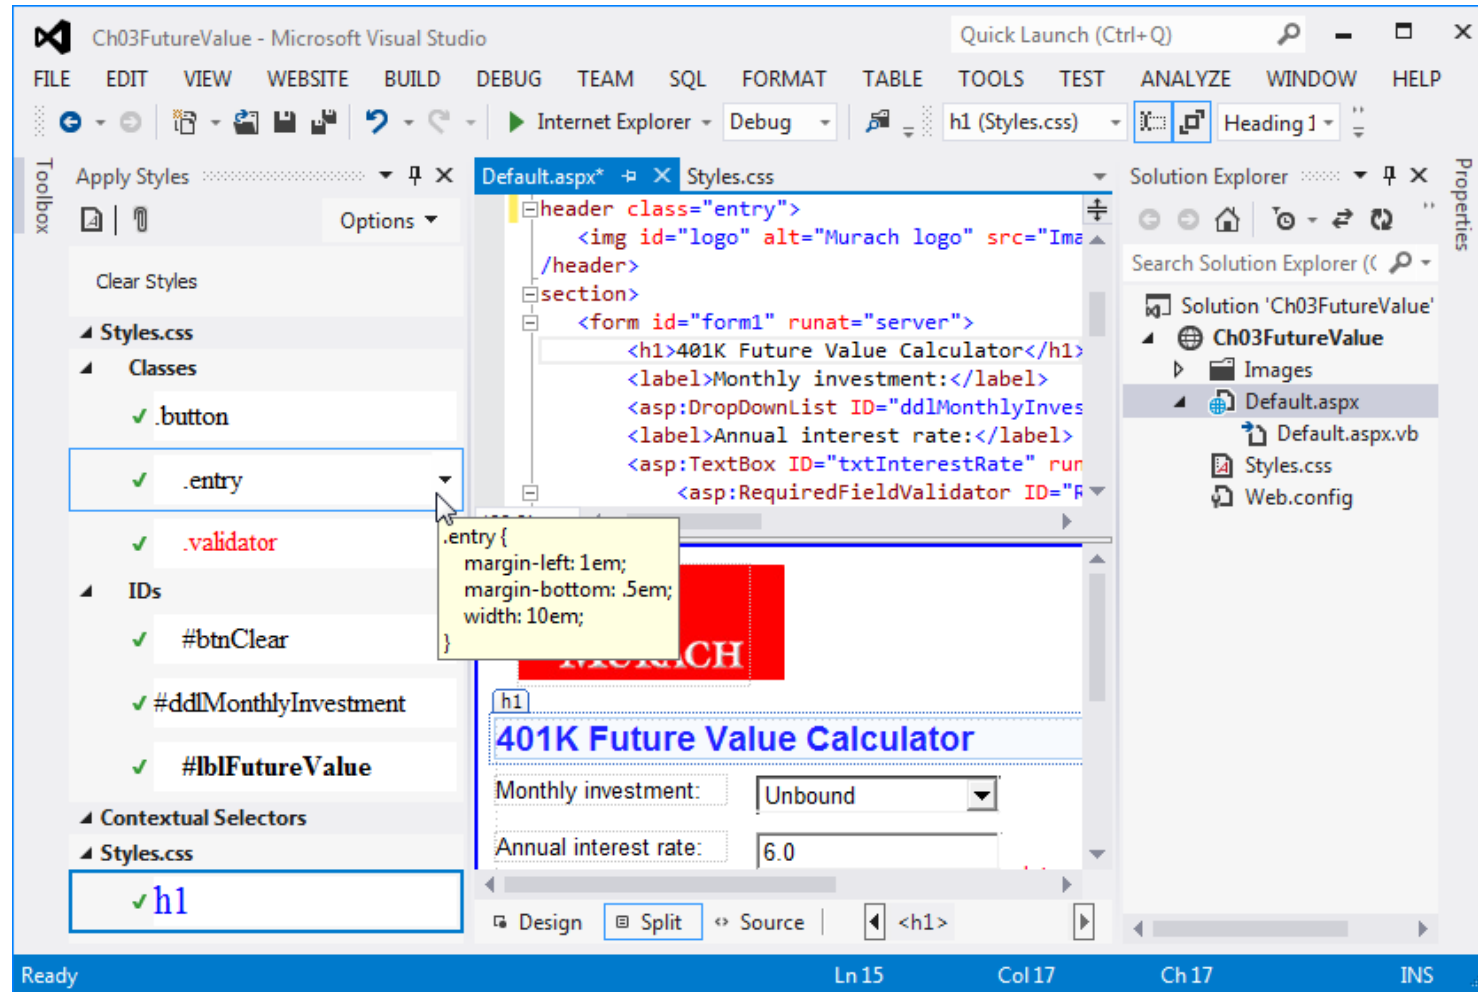 Ch03FutureValue - Microsoft Visual Studio
Quick Launch (Ctrl+Q)
FILE EDIT VIEW WEBSITE BUILD DEBUG TEAM SQL FORMAT TABLE TOOLS TEST ANALYZE WINDOW HELP
Internet Explorer Debug h1 (Styles.css) Heading 1
Toolbox
Apply Styles
Options
Clear Styles
Styles.css
Classes
.button
.entry
.validator
IDs
#btnClear
#ddlMonthlyInvestment
#lblFutureValue
Contextual Selectors
Styles.css
h1
Default.aspx* Styles.css
header class="entry">
<img id="logo" alt="Murach logo" src="Ima
/header>
section>
<form id="form1" runat="server">
<h1>401K Future Value Calculator</h1>
<label>Monthly investment:</label>
<asp:DropDownList ID="ddlMonthlyInves
<label>Annual interest rate:</label>
<asp:TextBox ID="txtInterestRate" run
<asp:RequiredFieldValidator ID="R
.entry {
margin-left: 1em;
margin-bottom: .5em;
width: 10em;
}
MURACH
h1
401K Future Value Calculator
Monthly investment: Unbound
Annual interest rate: 6.0
Design Split Source <h1>
Solution Explorer
Search Solution Explorer (C
Solution 'Ch03FutureValue'
Ch03FutureValue
Images
Default.aspx
Default.aspx.vb
Styles.css
Web.config
Properties
Ready Ln 15 Col 17 Ch 17 INS